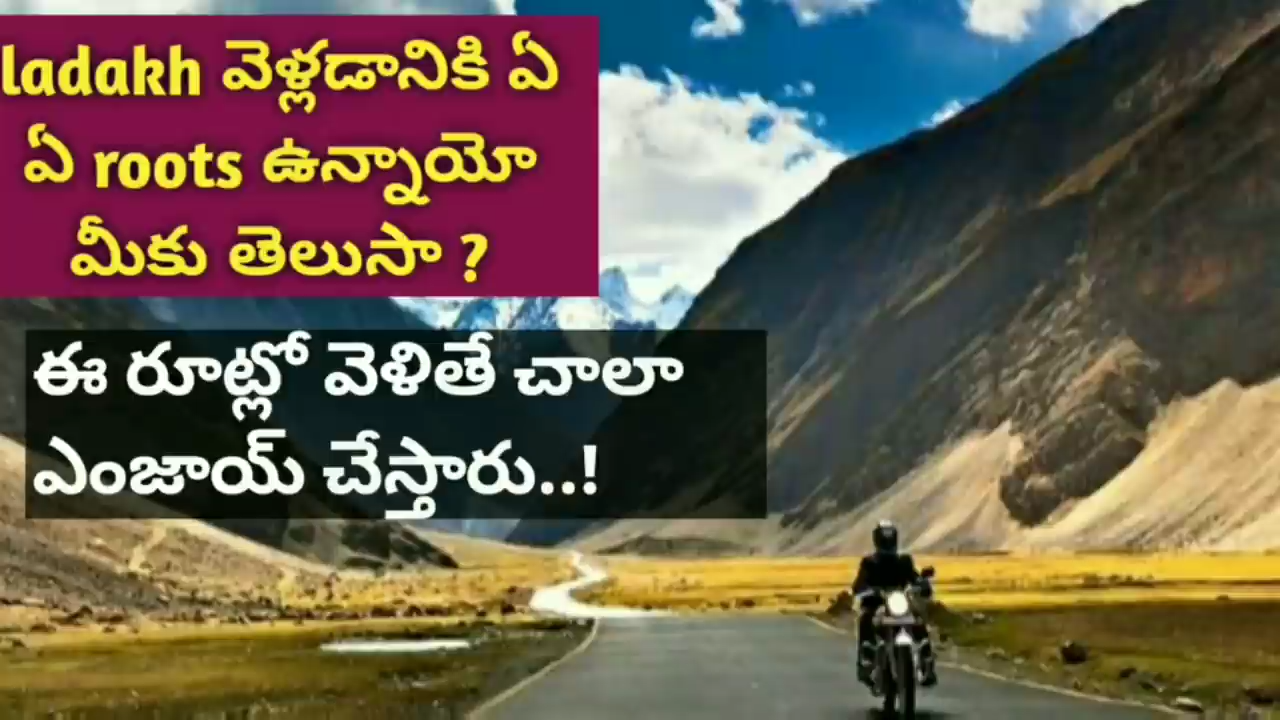 ladakh వెళ్లడానికి ఏ
ఏ roots ఉన్నాయో
మీకు తెలుసా ?
ఈ రూట్లో వెళితే చాలా
ఎంజాయ్ చేస్తారు..!